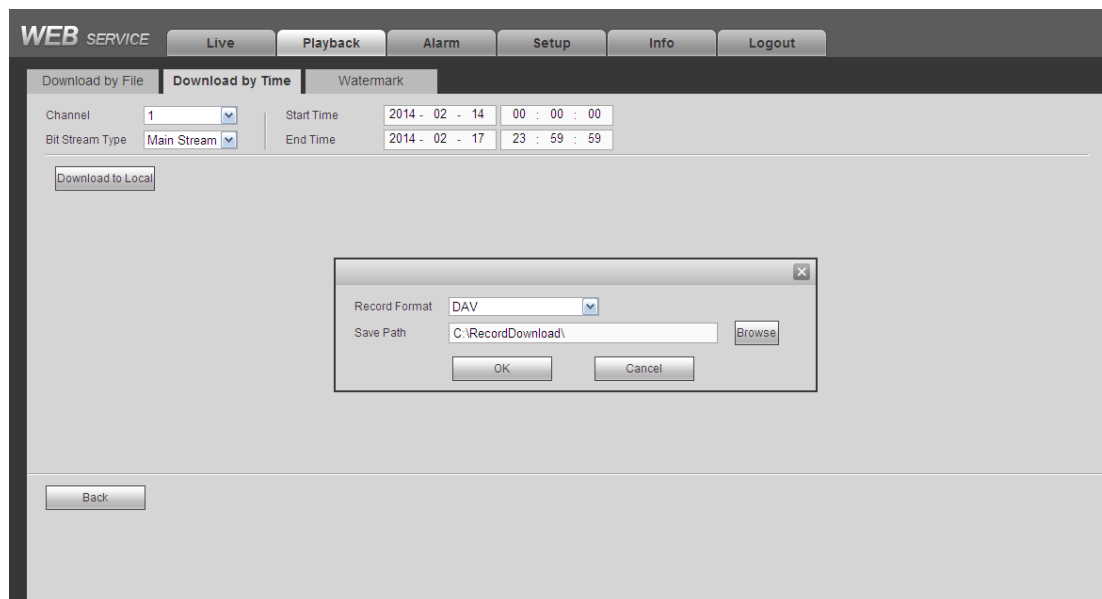 WEB SERVICE Live Playback Alarm Setup Info Logout
Download by File Download by Time Watermark
Channel 1 Start Time 2014 - 02 - 14 00 : 00 : 00
Bit Stream Type Main Stream End Time 2014 - 02 - 17 23 : 59 : 59
Download to Local
Record Format DAV
Save Path C:\RecordDownload\ Browse
OK Cancel
Back